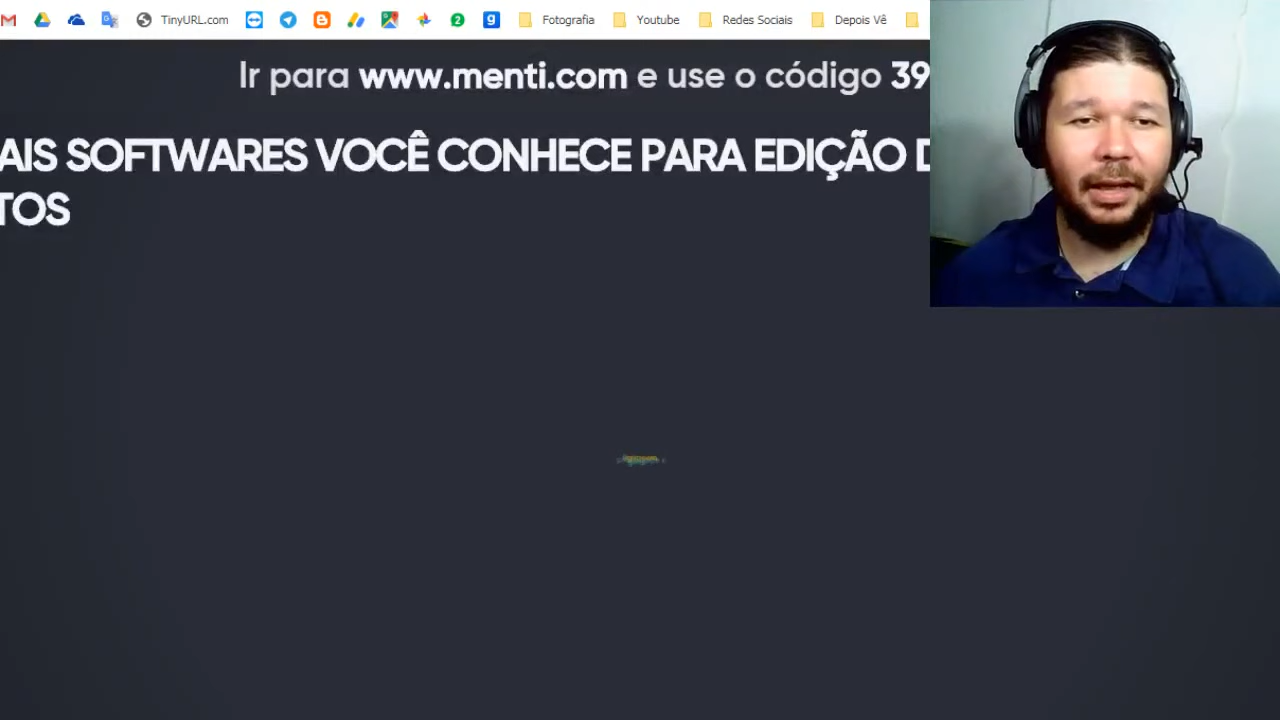 TinyURL.com Fotografia Youtube Redes Sociais Depois Vê
Ir para www.menti.com e use o código 39
AIS SOFTWARES VOCÊ CONHECE PARA EDIÇÃO D
TOS